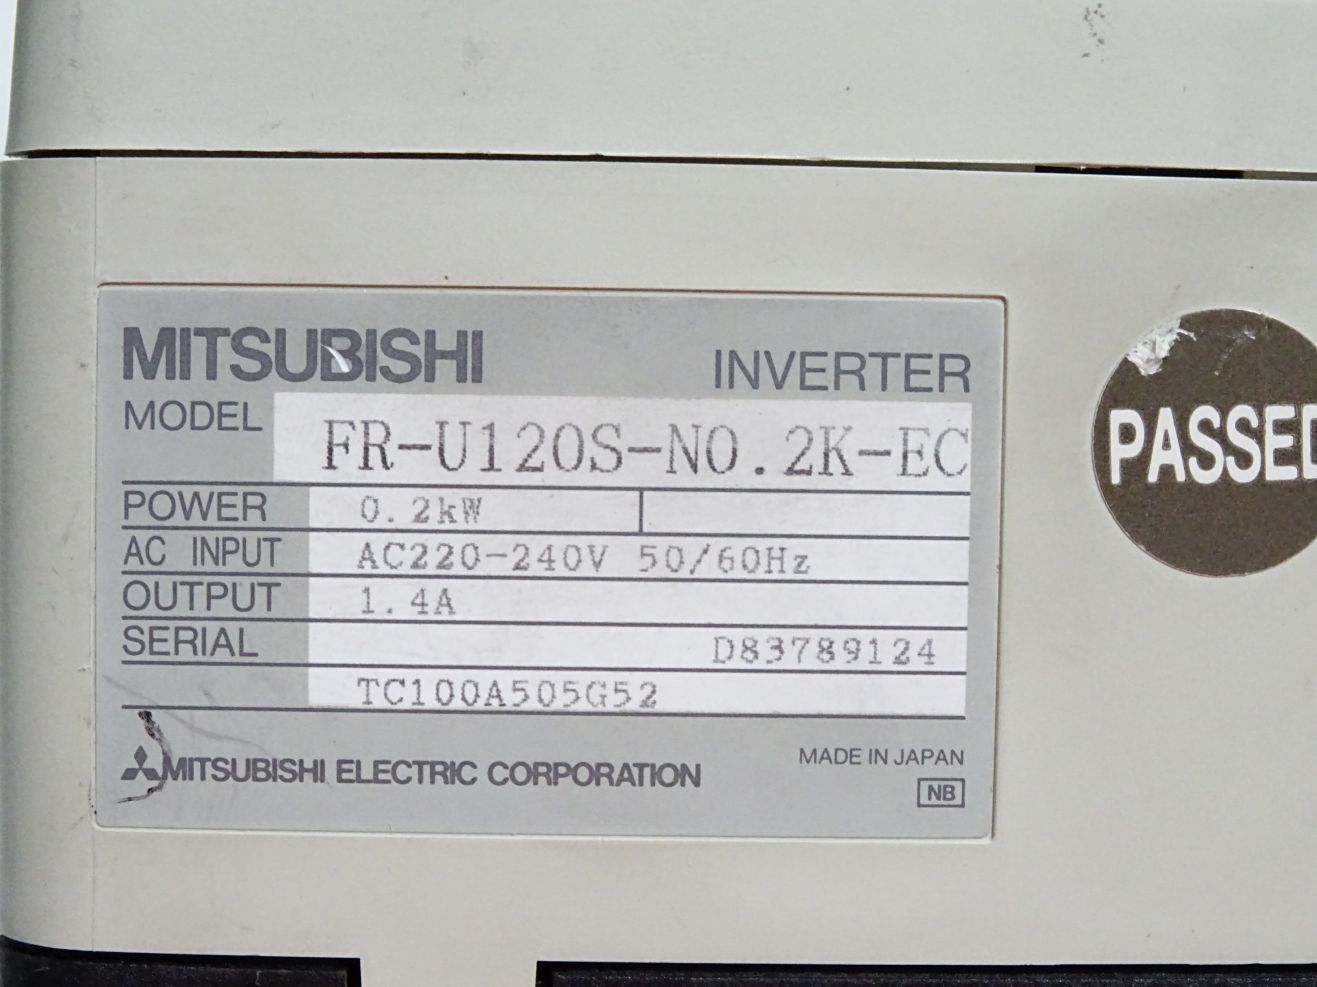 MITSUBISHI
INVERTER
MODEL FR-U120S-N0.2K-EC
POWER 0.2kW
AC INPUT AC220-240V 50/60Hz
OUTPUT 1.4A
SERIAL D83789124
TC100A505G52
MITSUBISHI ELECTRIC CORPORATION
MADE IN JAPAN
NB
PASSED